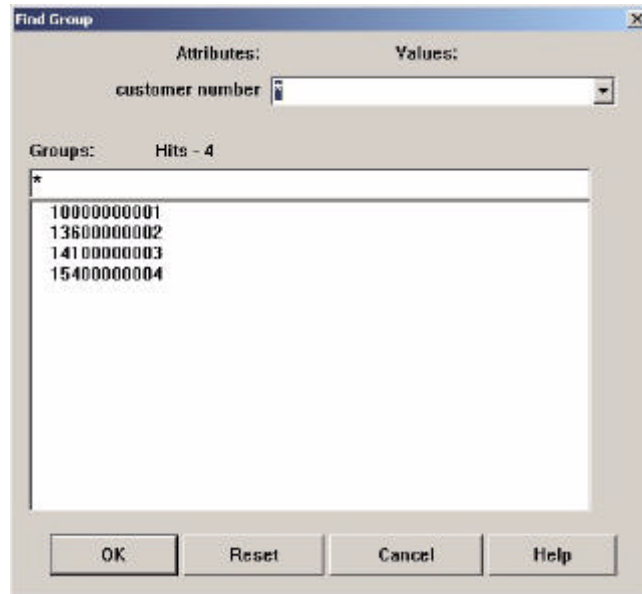 Find Group
Attributes: Values:
customer number *
Groups: Hits - 4
*
10000000001
13600000002
14100000003
15400000004
OK Reset Cancel Help